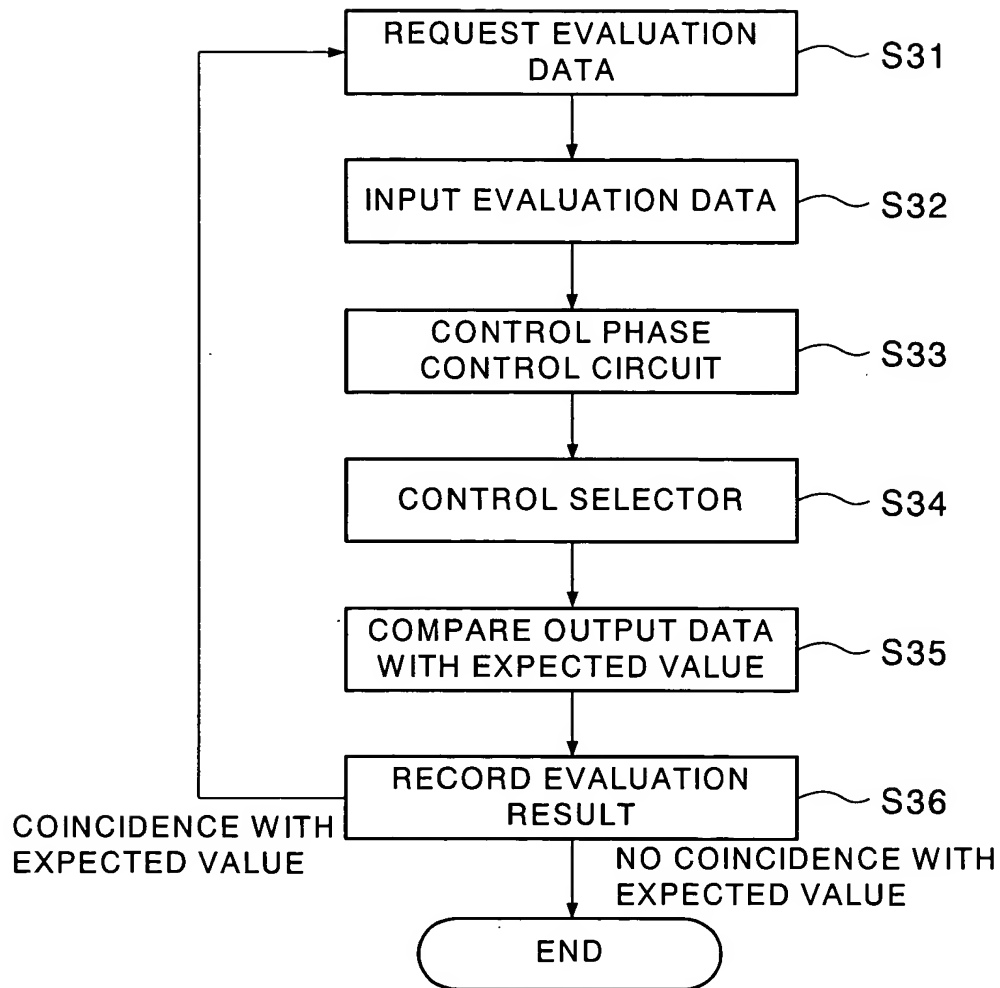 REQUEST EVALUATION
DATA
S31
INPUT EVALUATION DATA
S32
CONTROL PHASE
CONTROL CIRCUIT
S33
CONTROL SELECTOR
S34
COMPARE OUTPUT DATA
WITH EXPECTED VALUE
S35
RECORD EVALUATION
RESULT
S36
COINCIDENCE WITH
EXPECTED VALUE
NO COINCIDENCE WITH
EXPECTED VALUE
END